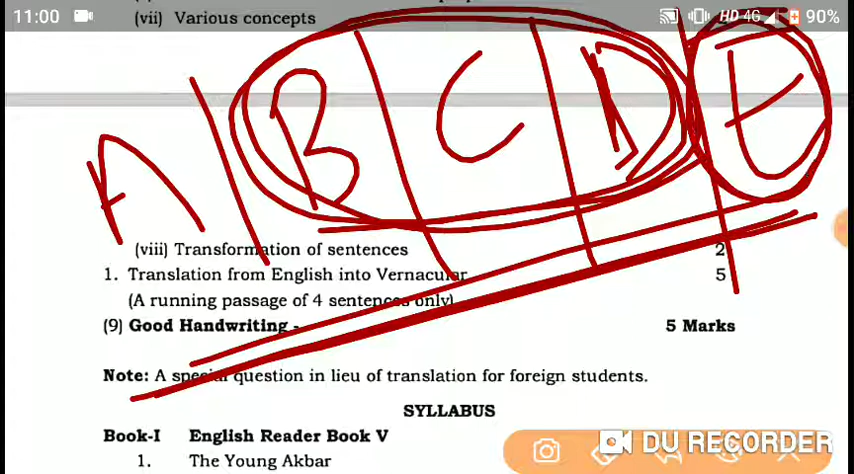 11:00 HD 4G 90%
(vii) Various concepts
A B C D E
(viii) Transformation of sentences 2
1. Translation from English into Vernacular 5
(A running passage of 4 sentences only)
(9) Good Handwriting - 5 Marks
Note: A special question in lieu of translation for foreign students.
SYLLABUS
Book-I English Reader Book V
1. The Young Akbar
DU RECORDER